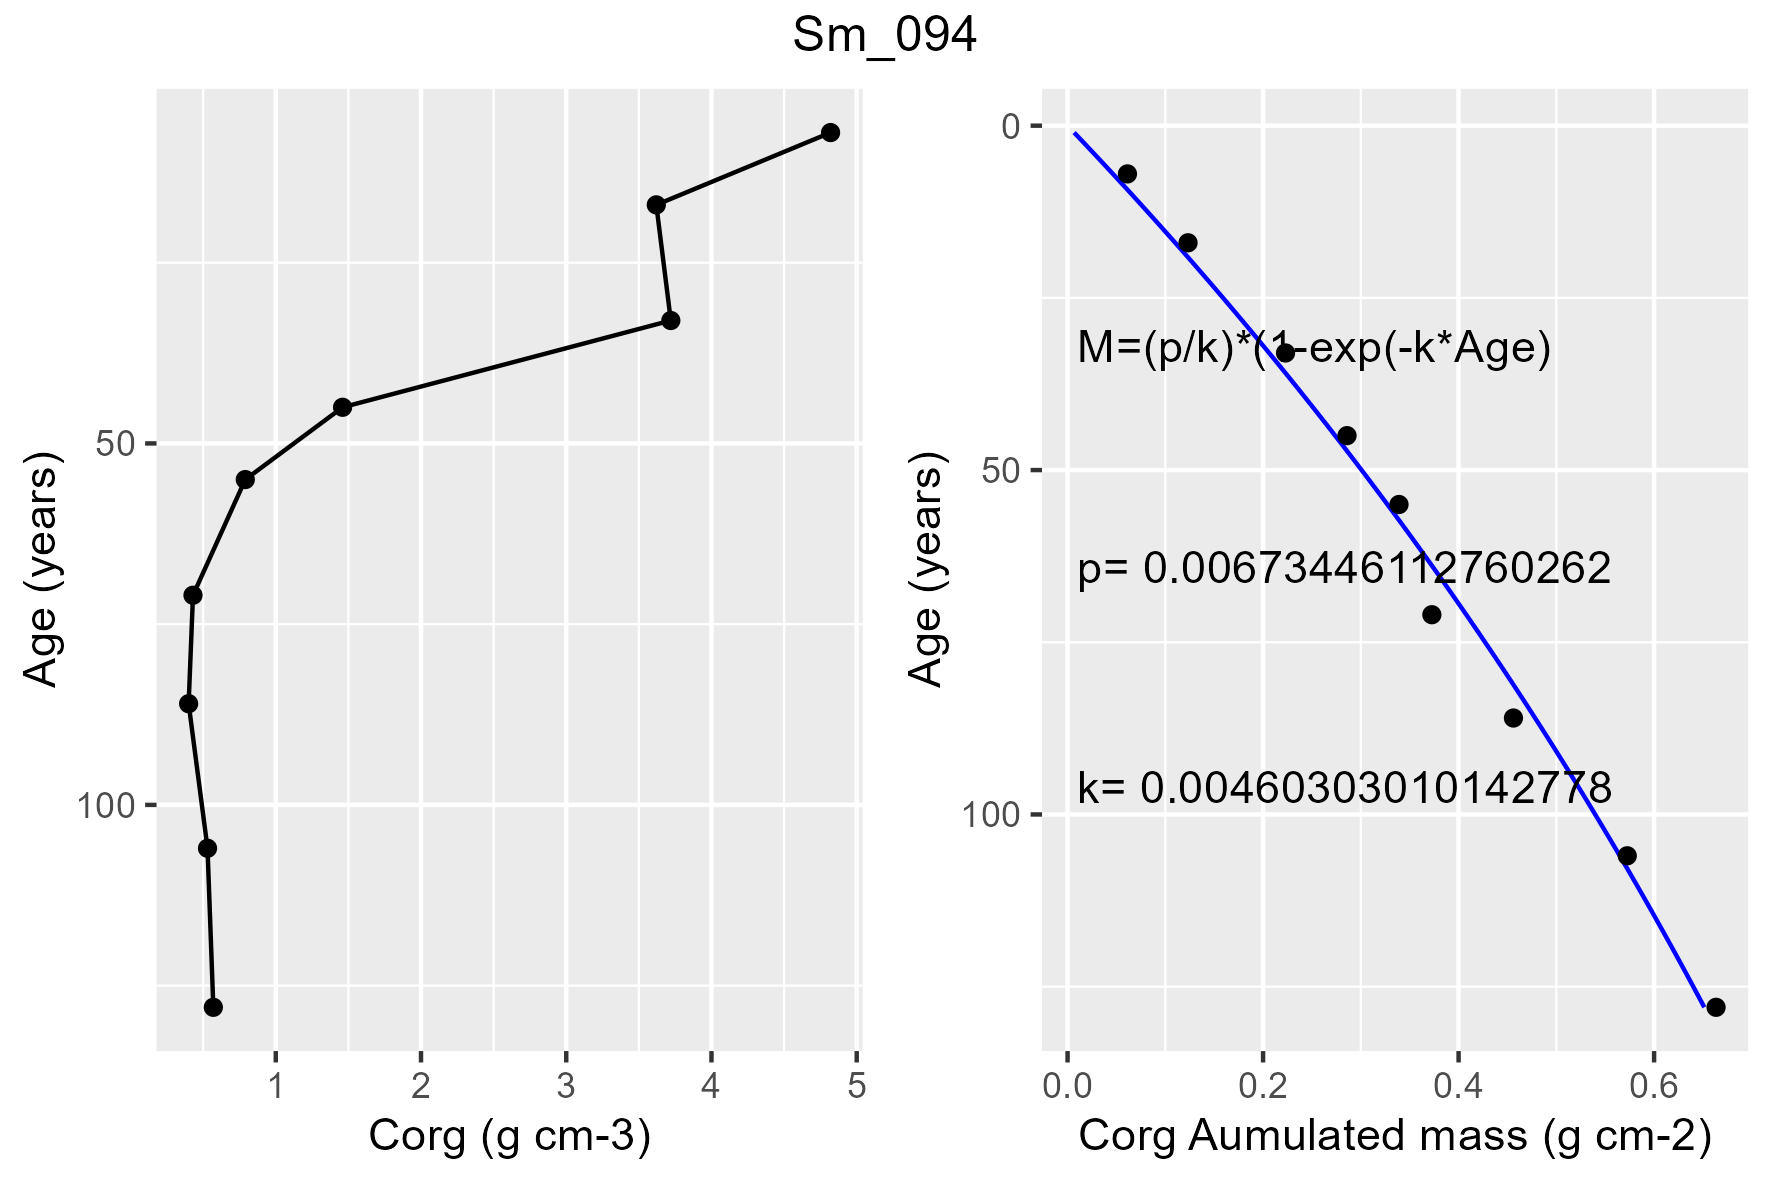 Sm_094
Age (years)
50
100
1
2
3
4
5
Corg (g cm-3)
Age (years)
0
50
100
M=(p/k)*(1-exp(-k*Age)
p= 0.00673446112760262
k= 0.00460303010142778
0.0
0.2
0.4
0.6
Corg Aumulated mass (g cm-2)